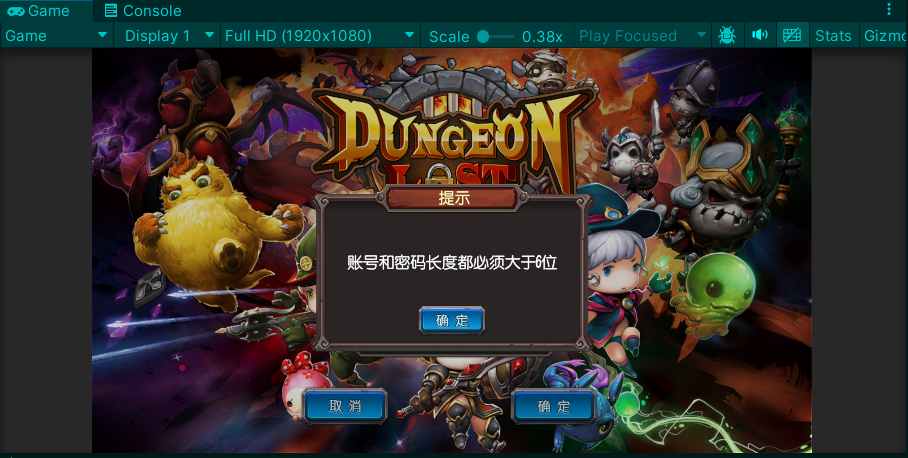 Game
Console
Game
Display 1
Full HD (1920x1080)
Scale
0.38x
Play Focused
Stats
Gizmo
DUNGEON
LOST
提示
账号和密码长度都必须大于6位
确 定
取 消
确 定